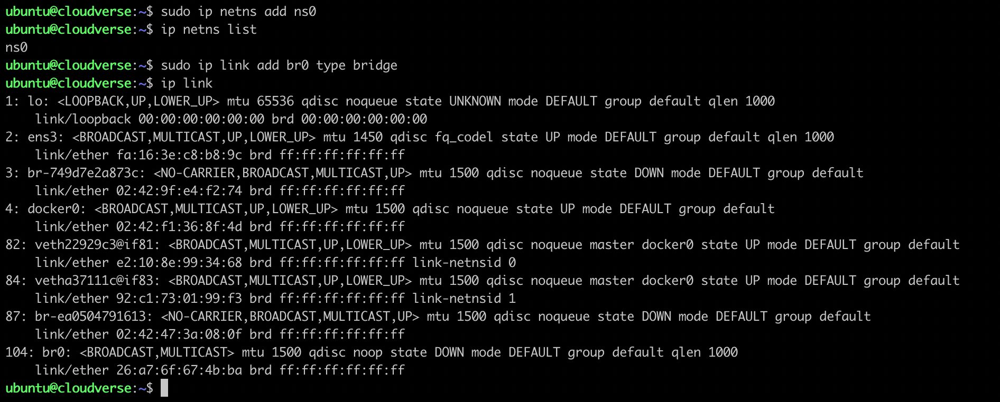 ubuntu@cloudverse:~$ sudo ip netns add ns0
ubuntu@cloudverse:~$ ip netns list
ns0
ubuntu@cloudverse:~$ sudo ip link add br0 type bridge
ubuntu@cloudverse:~$ ip link
1: lo: <LOOPBACK,UP,LOWER_UP> mtu 65536 qdisc noqueue state UNKNOWN mode DEFAULT group default qlen 1000
    link/loopback 00:00:00:00:00:00 brd 00:00:00:00:00:00
2: ens3: <BROADCAST,MULTICAST,UP,LOWER_UP> mtu 1450 qdisc fq_codel state UP mode DEFAULT group default qlen 1000
    link/ether fa:16:3e:c8:b8:9c brd ff:ff:ff:ff:ff:ff
3: br-749d7e2a873c: <NO-CARRIER,BROADCAST,MULTICAST,UP> mtu 1500 qdisc noqueue state DOWN mode DEFAULT group default
    link/ether 02:42:9f:e4:f2:74 brd ff:ff:ff:ff:ff:ff
4: docker0: <BROADCAST,MULTICAST,UP,LOWER_UP> mtu 1500 qdisc noqueue state UP mode DEFAULT group default
    link/ether 02:42:f1:36:8f:4d brd ff:ff:ff:ff:ff:ff
82: veth22929c3@if81: <BROADCAST,MULTICAST,UP,LOWER_UP> mtu 1500 qdisc noqueue master docker0 state UP mode DEFAULT group default
    link/ether e2:10:8e:99:34:68 brd ff:ff:ff:ff:ff:ff link-netnsid 0
84: vetha37111c@if83: <BROADCAST,MULTICAST,UP,LOWER_UP> mtu 1500 qdisc noqueue master docker0 state UP mode DEFAULT group default
    link/ether 92:c1:73:01:99:f3 brd ff:ff:ff:ff:ff:ff link-netnsid 1
87: br-ea0504791613: <NO-CARRIER,BROADCAST,MULTICAST,UP> mtu 1500 qdisc noqueue state DOWN mode DEFAULT group default
    link/ether 02:42:47:3a:08:0f brd ff:ff:ff:ff:ff:ff
104: br0: <BROADCAST,MULTICAST> mtu 1500 qdisc noop state DOWN mode DEFAULT group default qlen 1000
    link/ether 26:a7:6f:67:4b:ba brd ff:ff:ff:ff:ff:ff
ubuntu@cloudverse:~$